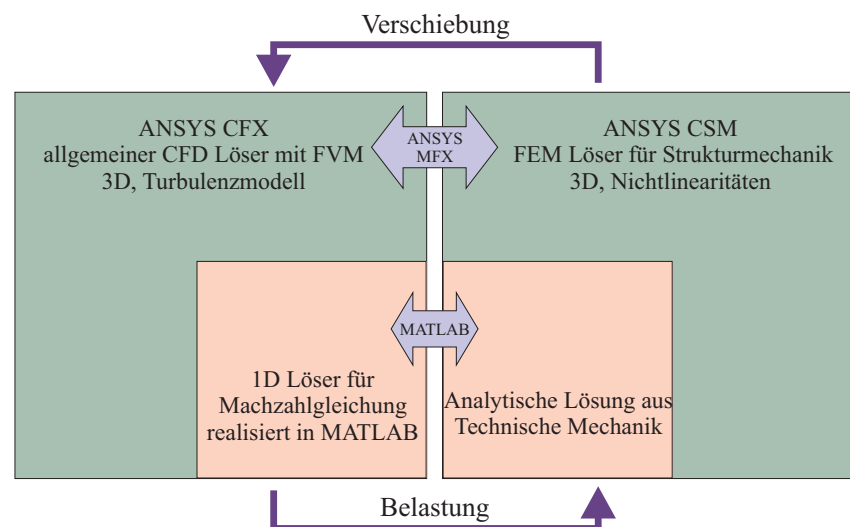 Verschiebung
ANSYS CFX
allgemeiner CFD Löser mit FVM
3D, Turbulenzmodell
ANSYS
MFX
ANSYS CSM
FEM Löser für Strukturmechanik
3D, Nichtlinearitäten
MATLAB
1D Löser für
Machzahlgleichung
realisiert in MATLAB
Analytische Lösung aus
Technische Mechanik
Belastung